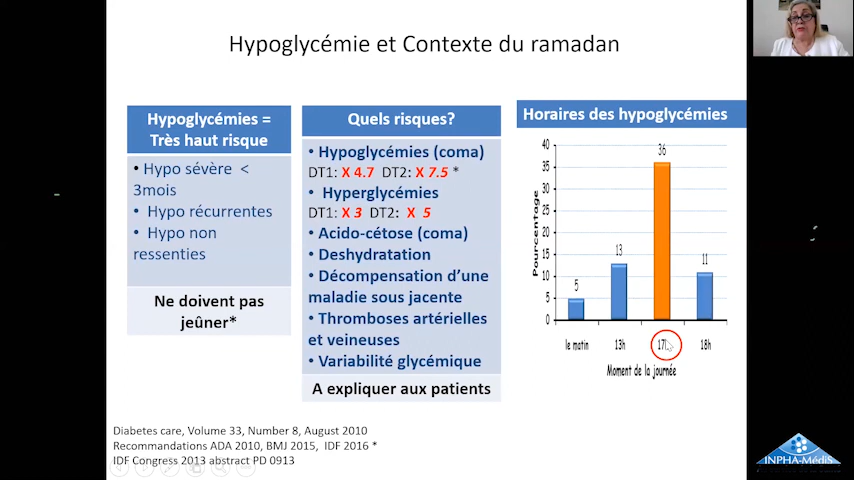 Hypoglycémie et Contexte du ramadan
Hypoglycémies =
Très haut risque
• Hypo sévère <
3mois
• Hypo récurrentes
• Hypo non
ressenties
Ne doivent pas
jeûner*
Quels risques?
• Hypoglycémies (coma)
DT1: X 4.7 DT2: X 7.5 *
• Hyperglycémies
DT1: X 3 DT2: X 5
• Acido-cétose (coma)
• Deshydratation
• Décompensation d’une
maladie sous jacente
• Thromboses artérielles
et veineuses
• Variabilité glycémique
A expliquer aux patients
Horaires des hypoglycémies
Pourcentage
40
35
30
25
20
15
10
5
0
5
13
36
11
le matin 13h 18h
Moment de la journée
Diabetes care, Volume 33, Number 8, August 2010
Recommandations ADA 2010, BMJ 2015, IDF 2016 *
IDF Congress 2013 abstract PD 0913
INPHA-MédiS